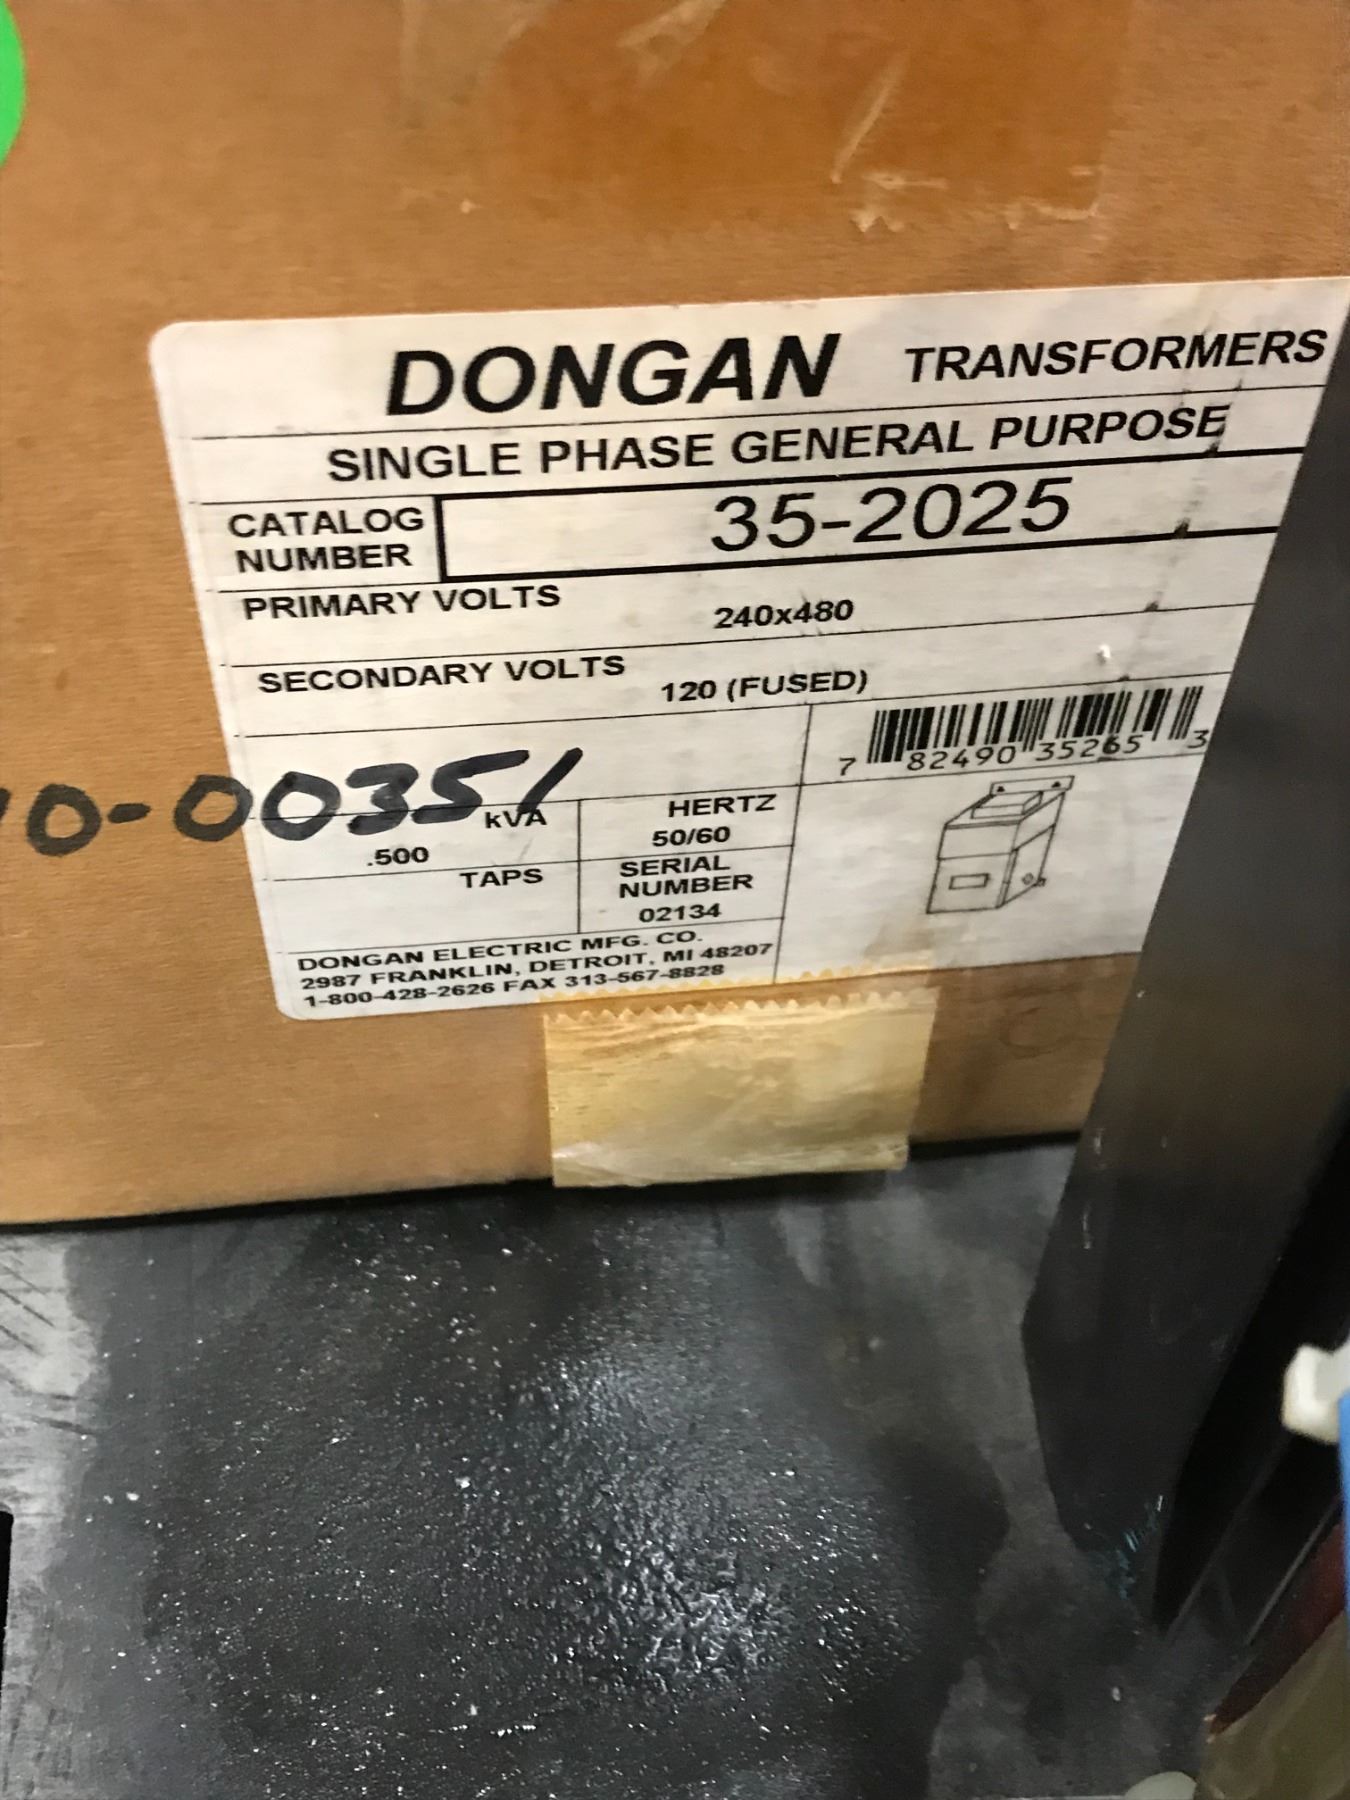 DONGAN TRANSFORMERS
SINGLE PHASE GENERAL PURPOSE
CATALOG NUMBER 35-2025
PRIMARY VOLTS 240x480
SECONDARY VOLTS 120 (FUSED)
7 82490 35265 3
10-00351
kVA
.500
HERTZ
50/60
TAPS
SERIAL
NUMBER
02134
DONGAN ELECTRIC MFG. CO.
2987 FRANKLIN, DETROIT, MI 48207
1-800-428-2626 FAX 313-567-8828